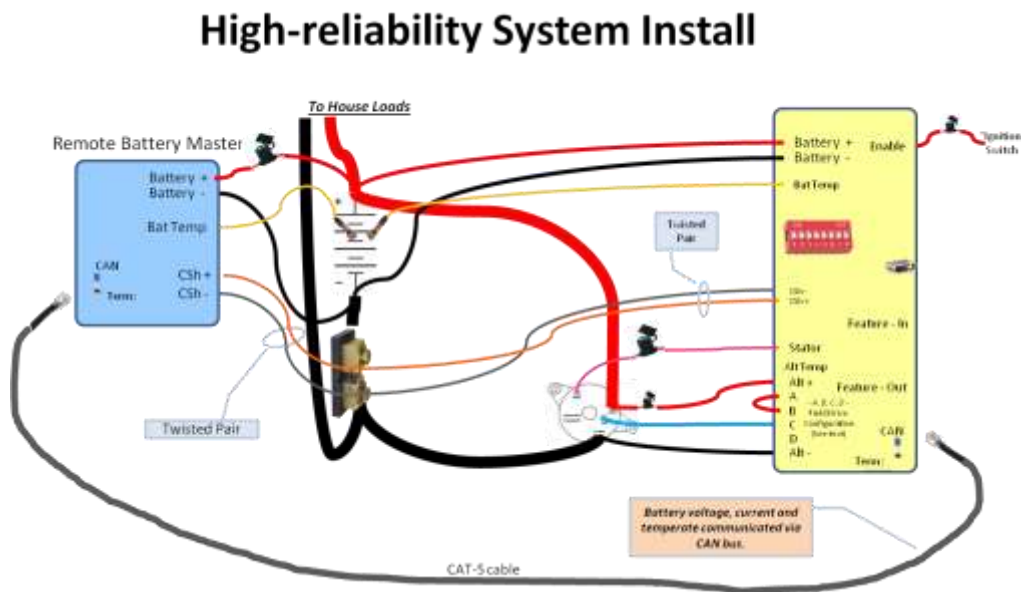 High-reliability System Install
To House Loads
Remote Battery Master
Battery +
Battery -
Bat Temp
CAN
Term:
CSh +
CSh -
Twisted Pair
Twisted
Pair
Battery +
Battery -
Enable
Ignition
Switch
Bat Temp
Feature - In
Stator
Alt Temp
Alt +
Feature - Out
A
B
C
D
- A, B, C, D -
Configuration
CAN
Alt -
Term:
Battery voltage, current and
temperate communicated via
CAN bus.
CAT-5 cable